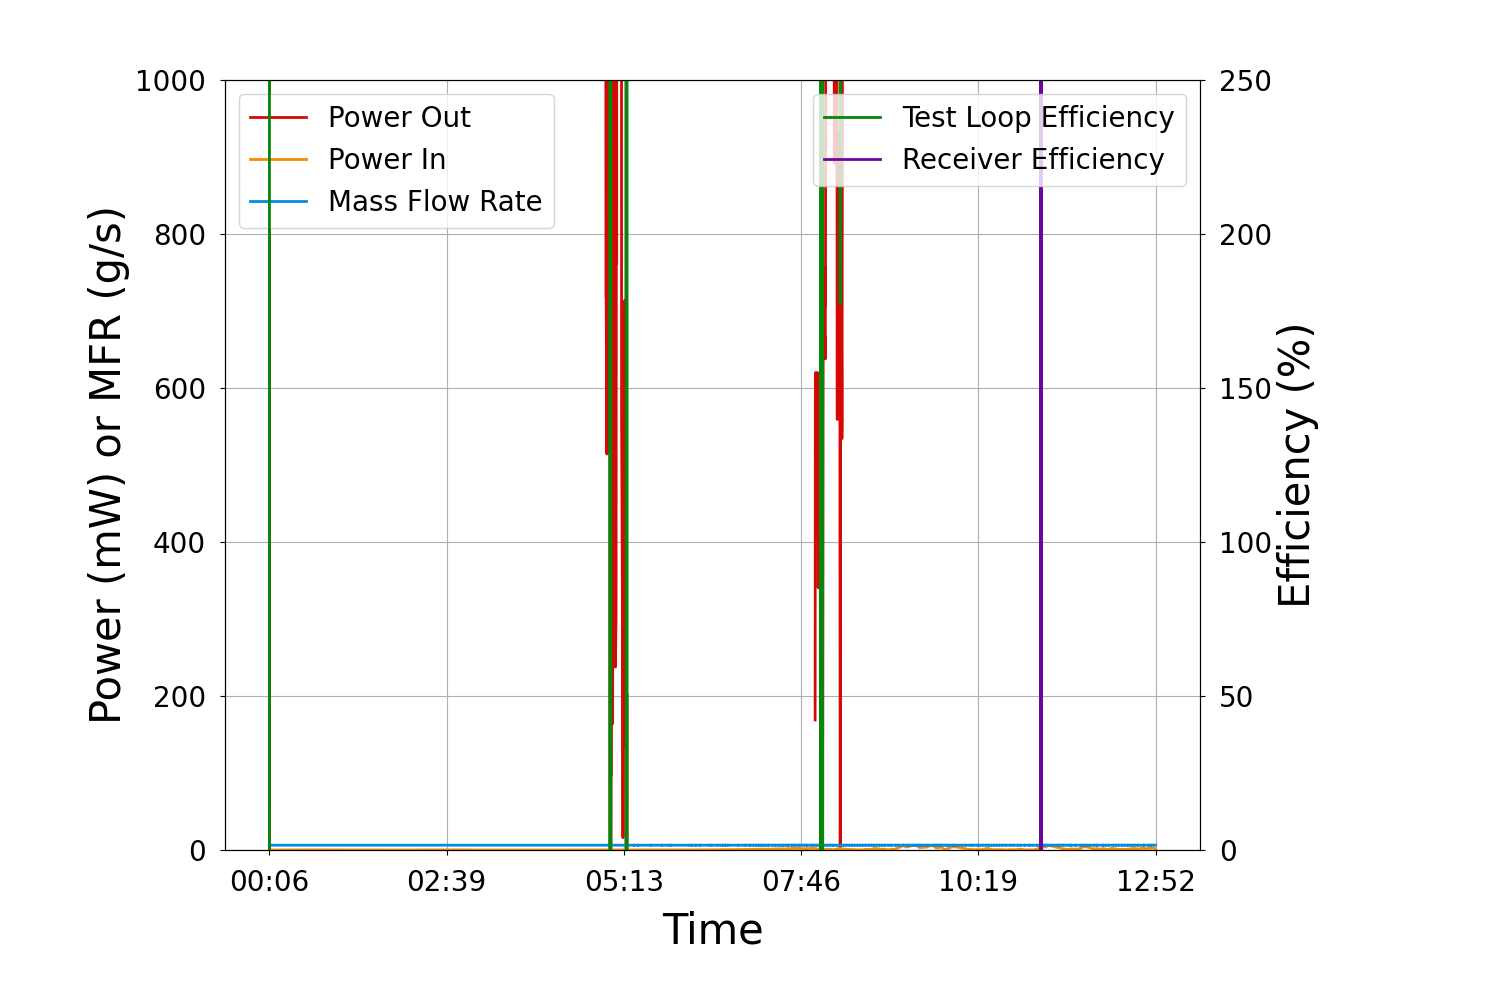 1000
800
600
400
200
0
Power (mW) or MFR (g/s)
Power Out
Power In
Mass Flow Rate
Test Loop Efficiency
Receiver Efficiency
250
200
150
100
50
0
Efficiency (%)
00:06 02:39 05:13 07:46 10:19 12:52
Time